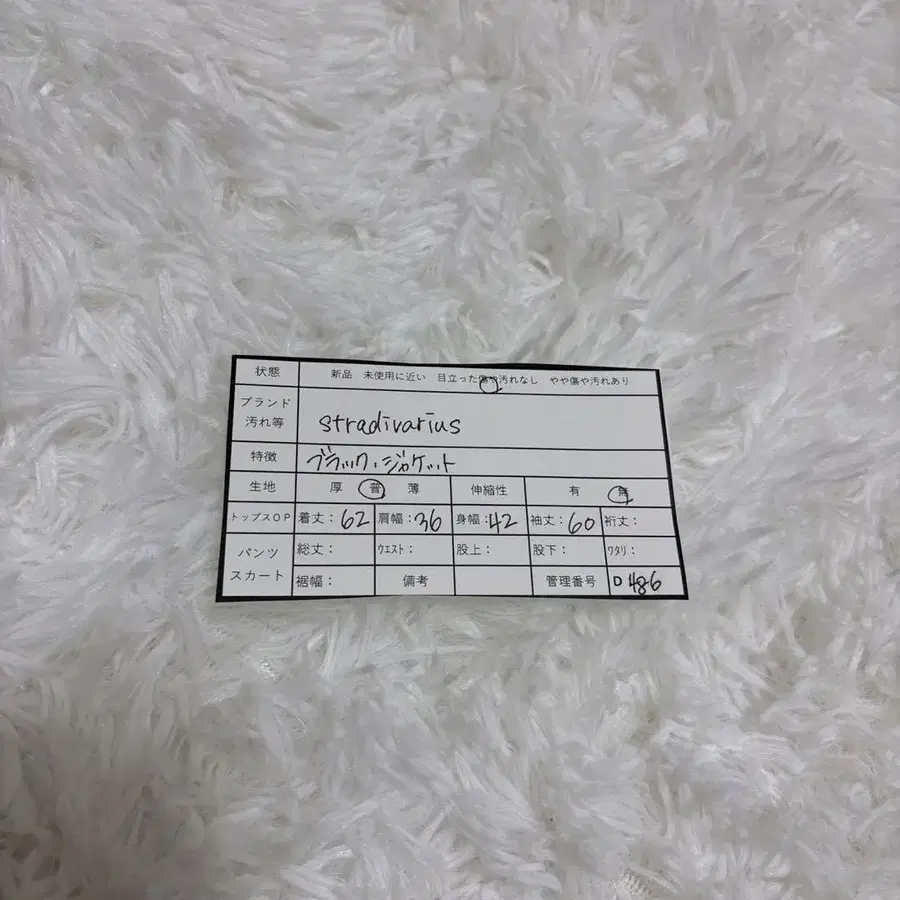 状態 新品 未使用に近い 目立った傷や汚れなし やや傷や汚れあり
ブランド
汚れ等 stradivarius
特徴 ブラック、ジャケット
生地 厚 普 薄 伸縮性 有 無
トップスOP 着丈:62 肩幅:36 身幅:42 袖丈:60 裄丈:
パンツ 総丈: ウエスト: 股上: 股下: ワタリ:
スカート 裾幅: 備考 管理番号 D 486